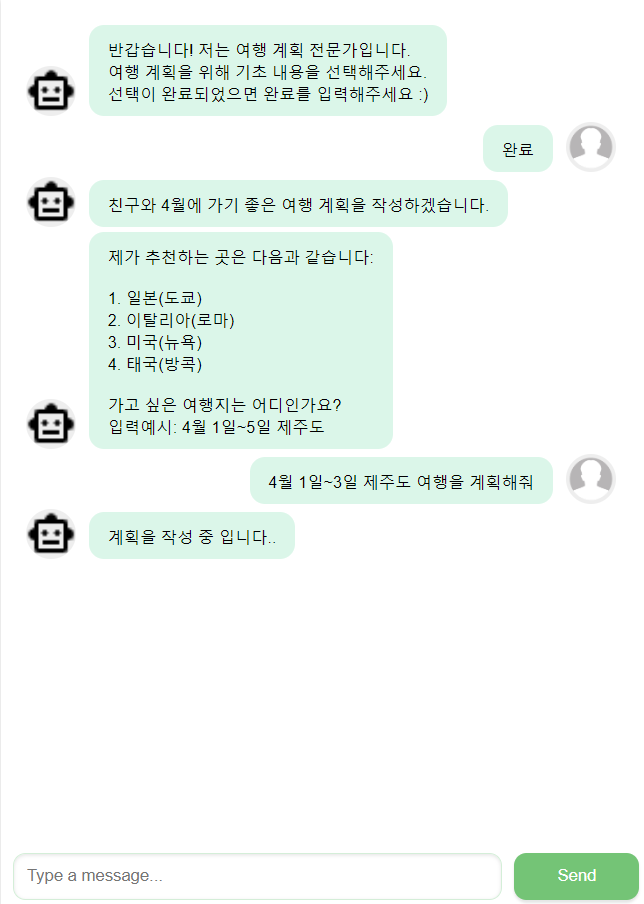 반갑습니다! 저는 여행 계획 전문가입니다.
여행 계획을 위해 기초 내용을 선택해주세요.
선택이 완료되었으면 완료를 입력해주세요 :)
완료
친구와 4월에 가기 좋은 여행 계획을 작성하겠습니다.
제가 추천하는 곳은 다음과 같습니다:
1. 일본(도쿄)
2. 이탈리아(로마)
3. 미국(뉴욕)
4. 태국(방콕)
가고 싶은 여행지는 어디인가요?
입력예시: 4월 1일~5일 제주도
4월 1일~3일 제주도 여행을 계획해줘
계획을 작성 중 입니다..
Type a message...
Send